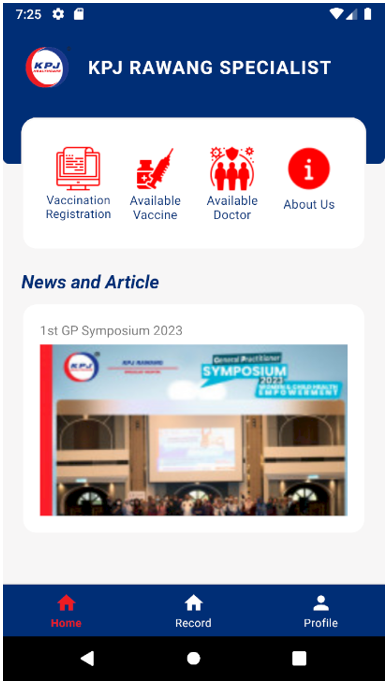 7:25
KPJ
HEALTHCARE
KPJ RAWANG SPECIALIST
Vaccination
Registration
Available
Vaccine
Available
Doctor
About Us
News and Article
1st GP Symposium 2023
KPJ
KPJ RAWANG
General Practitioner
SYMPOSIUM
2023
WOMEN & CHILD HEALTH
EMPOWERMENT
Home
Record
Profile